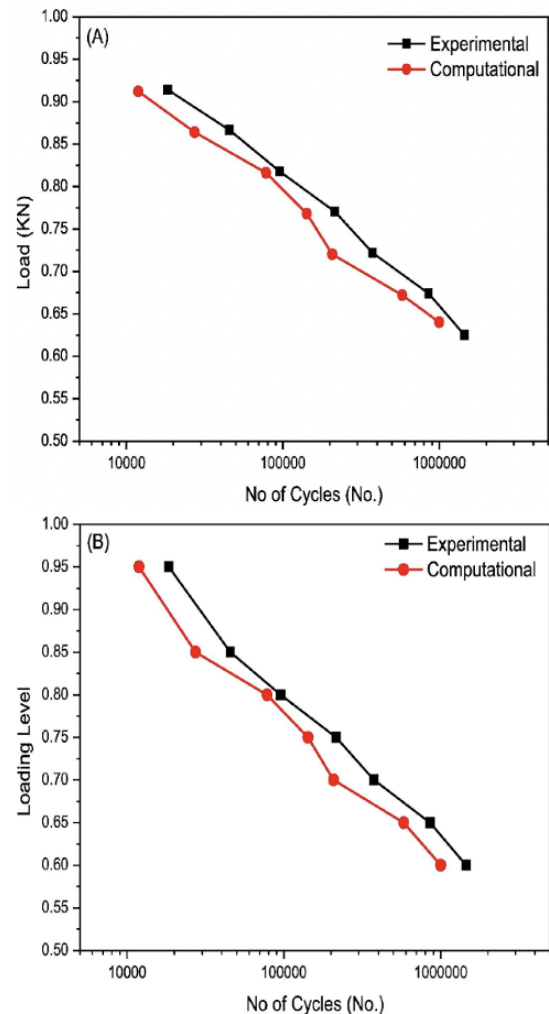 (A)
Experimental
Computational
1.00
0.95
0.90
0.85
0.80
0.75
0.70
0.65
0.60
0.55
0.50
Load (KN)
10000
100000
1000000
No of Cycles (No.)
(B)
Experimental
Computational
1.00
0.95
0.90
0.85
0.80
0.75
0.70
0.65
0.60
0.55
0.50
Loading Level
10000
100000
1000000
No of Cycles (No.)